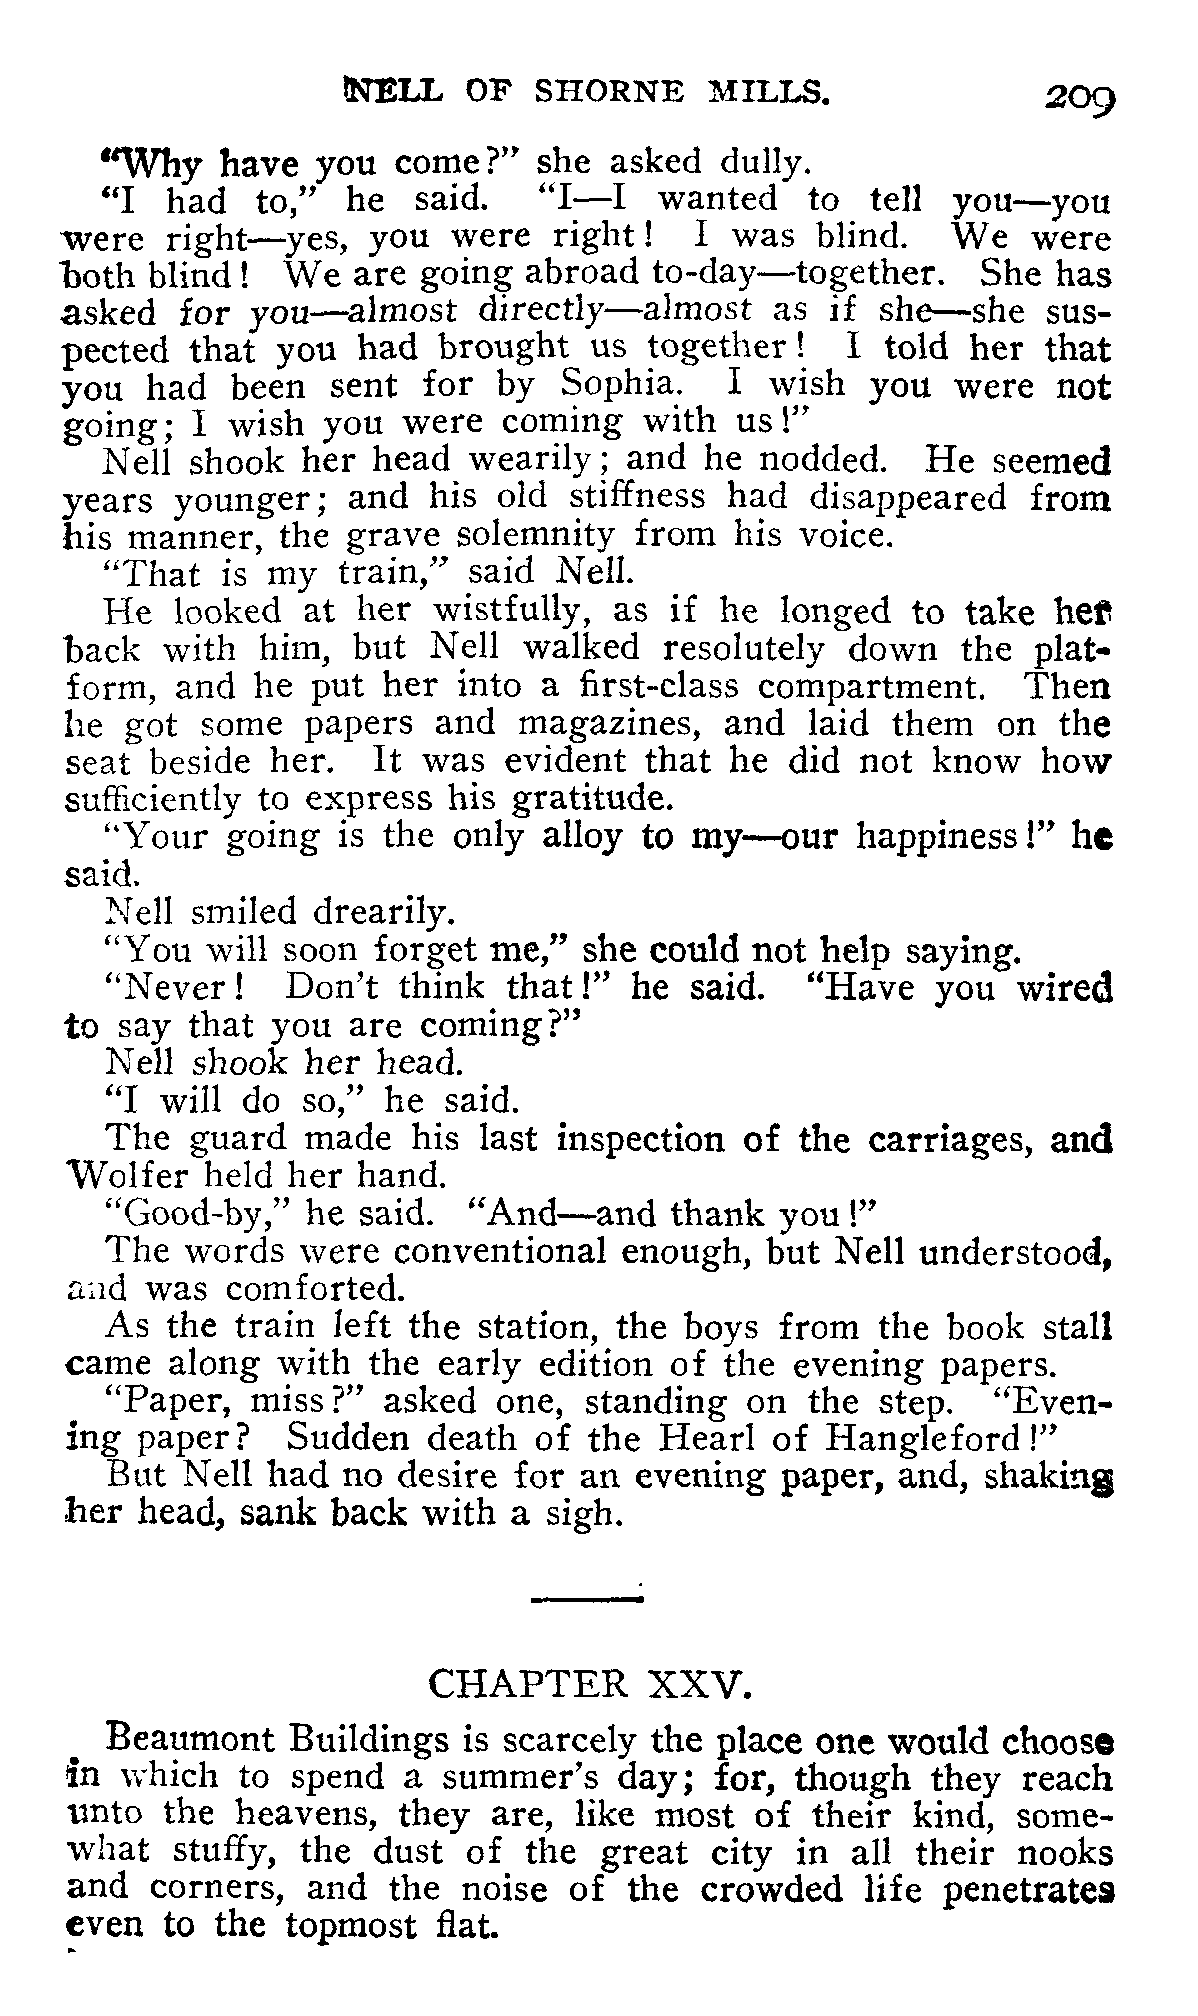 NELL OF SHORNE MILLS. 209
"Why have you come?" she asked dully.
"I had to," he said. "I—I wanted to tell you—you
were right—yes, you were right! I was blind. We were
both blind! We are going abroad to-day—together. She has
asked for you—almost directly—almost as if she—she sus-
pected that you had brought us together! I told her that
you had been sent for by Sophia. I wish you were not
going; I wish you were coming with us!"
Nell shook her head wearily; and he nodded. He seemed
years younger; and his old stiffness had disappeared from
his manner, the grave solemnity from his voice.
"That is my train," said Nell.
He looked at her wistfully, as if he longed to take her
back with him, but Nell walked resolutely down the plat-
form, and he put her into a first-class compartment. Then
he got some papers and magazines, and laid them on the
seat beside her. It was evident that he did not know how
sufficiently to express his gratitude.
"Your going is the only alloy to my—our happiness!" he
said.
Nell smiled drearily.
"You will soon forget me," she could not help saying.
"Never! Don't think that!" he said. "Have you wired
to say that you are coming?"
Nell shook her head.
"I will do so," he said.
The guard made his last inspection of the carriages, and
Wolfer held her hand.
"Good-by," he said. "And—and thank you!"
The words were conventional enough, but Nell understood,
and was comforted.
As the train left the station, the boys from the book stall
came along with the early edition of the evening papers.
"Paper, miss?" asked one, standing on the step. "Even-
ing paper? Sudden death of the Hearl of Hangleford!"
But Nell had no desire for an evening paper, and, shaking
her head, sank back with a sigh.
CHAPTER XXV.
Beaumont Buildings is scarcely the place one would choose
in which to spend a summer's day; for, though they reach
unto the heavens, they are, like most of their kind, some-
what stuffy, the dust of the great city in all their nooks
and corners, and the noise of the crowded life penetrates
even to the topmost flat.